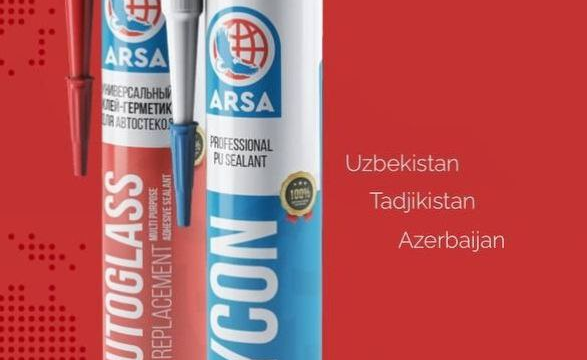 ARSA
УНИВЕРСАЛЬНЫЙ
КЛЕЙ-ГЕРМЕТИК
ДЛЯ АВТОСТЕКОЛ
UTOGLASS
REPLACEMENT
MULTI PURPOSE
ADHESIVE SEALANT
ARSA
PROFESSIONAL
PU SEALANT
100%
YCON
Uzbekistan
Tadjikistan
Azerbaijan